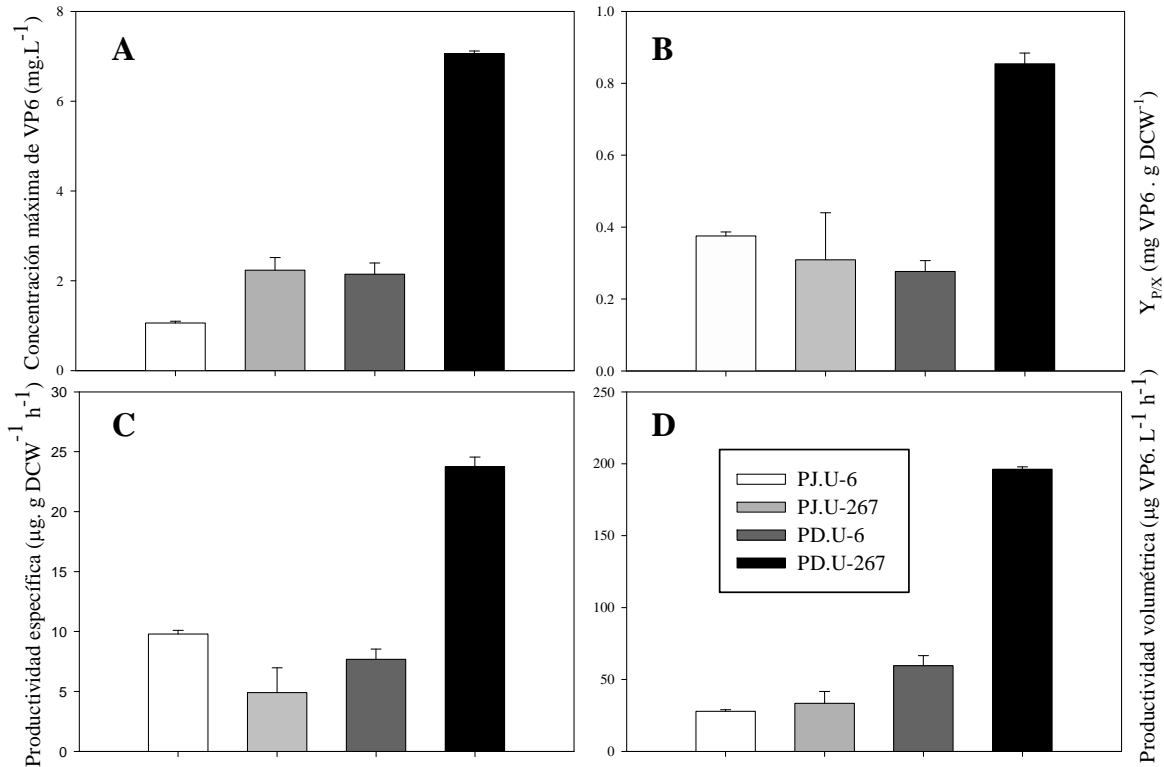 A
Concentración máxima de VP6 (mg.L⁻¹)
8
6
4
2
0
B
Y_P/X (mg VP6 . g DCW⁻¹)
1.0
0.8
0.6
0.4
0.2
0.0
C
Productividad específica (µg. g DCW⁻¹ h⁻¹)
30
25
20
15
10
5
0
D
Productividad volumétrica (µg VP6. L⁻¹ h⁻¹)
250
200
150
100
50
0
PJ.U-6
PJ.U-267
PD.U-6
PD.U-267